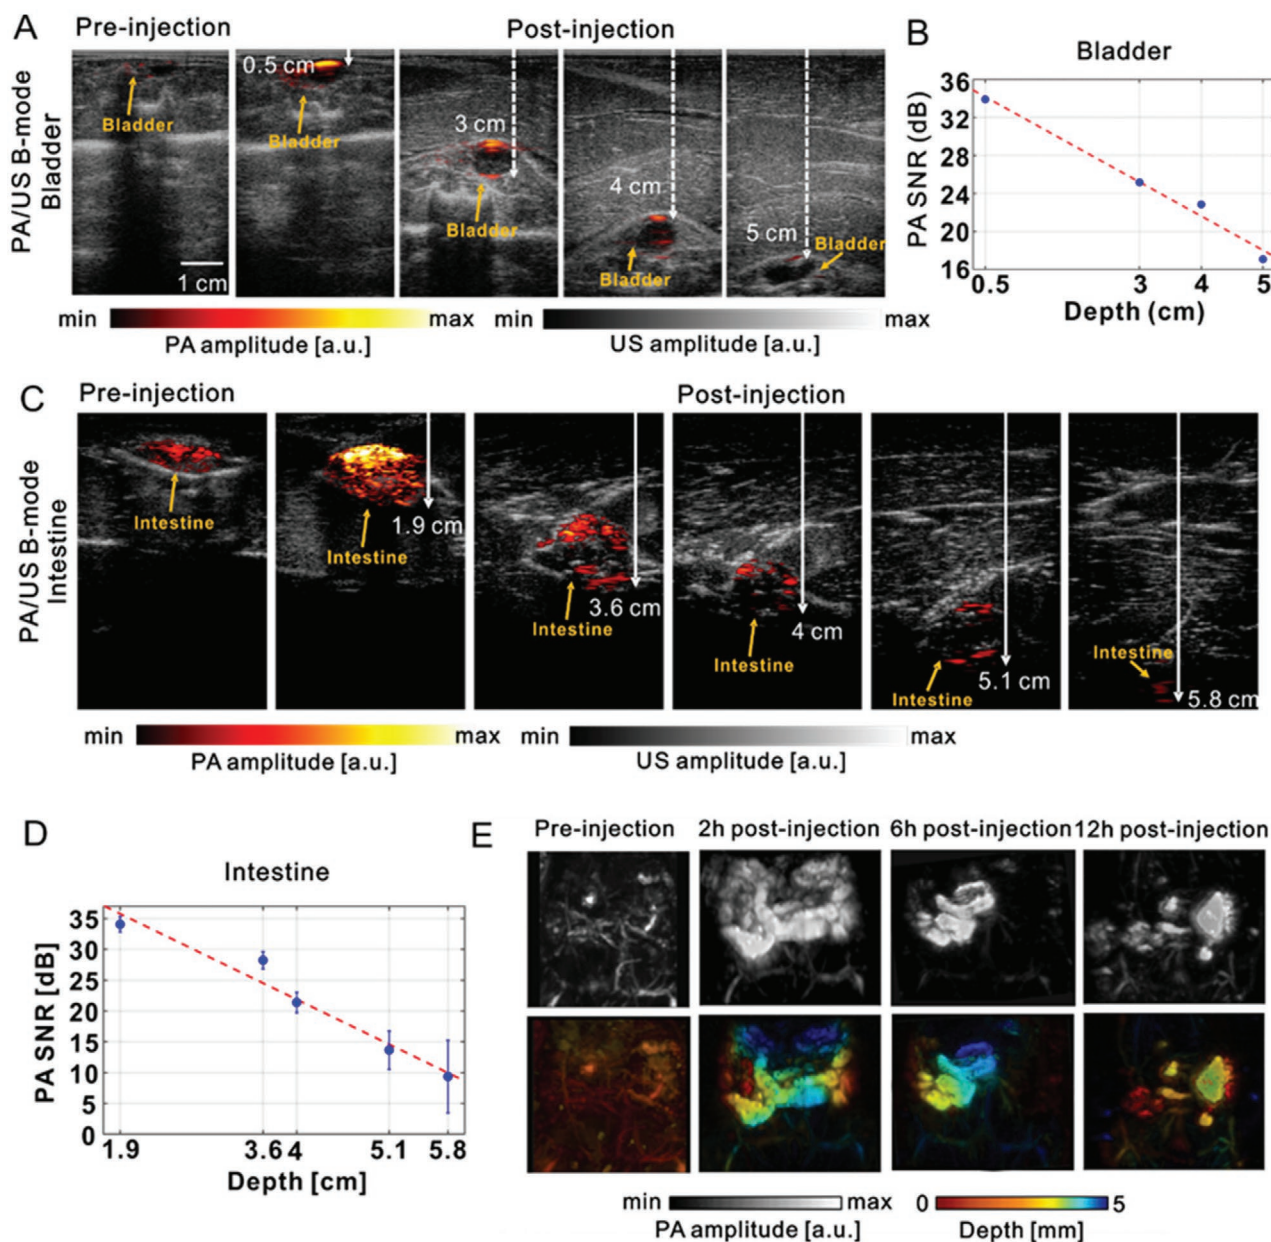 A
Pre-injection
Post-injection
PA/US B-mode
Bladder
0.5 cm
3 cm
4 cm
5 cm
Bladder
Bladder
Bladder
Bladder
Bladder
1 cm
min
max
PA amplitude [a.u.]
min
max
US amplitude [a.u.]
B
Bladder
PA SNR (dB)
36
32
28
24
20
16
0.5
3
4
5
Depth (cm)
C
Pre-injection
Post-injection
PA/US B-mode
Intestine
Intestine
Intestine
1.9 cm
Intestine
3.6 cm
Intestine
4 cm
Intestine
5.1 cm
Intestine
5.8 cm
min
max
PA amplitude [a.u.]
min
max
US amplitude [a.u.]
D
Intestine
PA SNR [dB]
35
30
25
20
15
10
5
0
1.9
3.6
4
5.1
5.8
Depth [cm]
E
Pre-injection
2h post-injection
6h post-injection
12h post-injection
min
max
PA amplitude [a.u.]
0
5
Depth [mm]